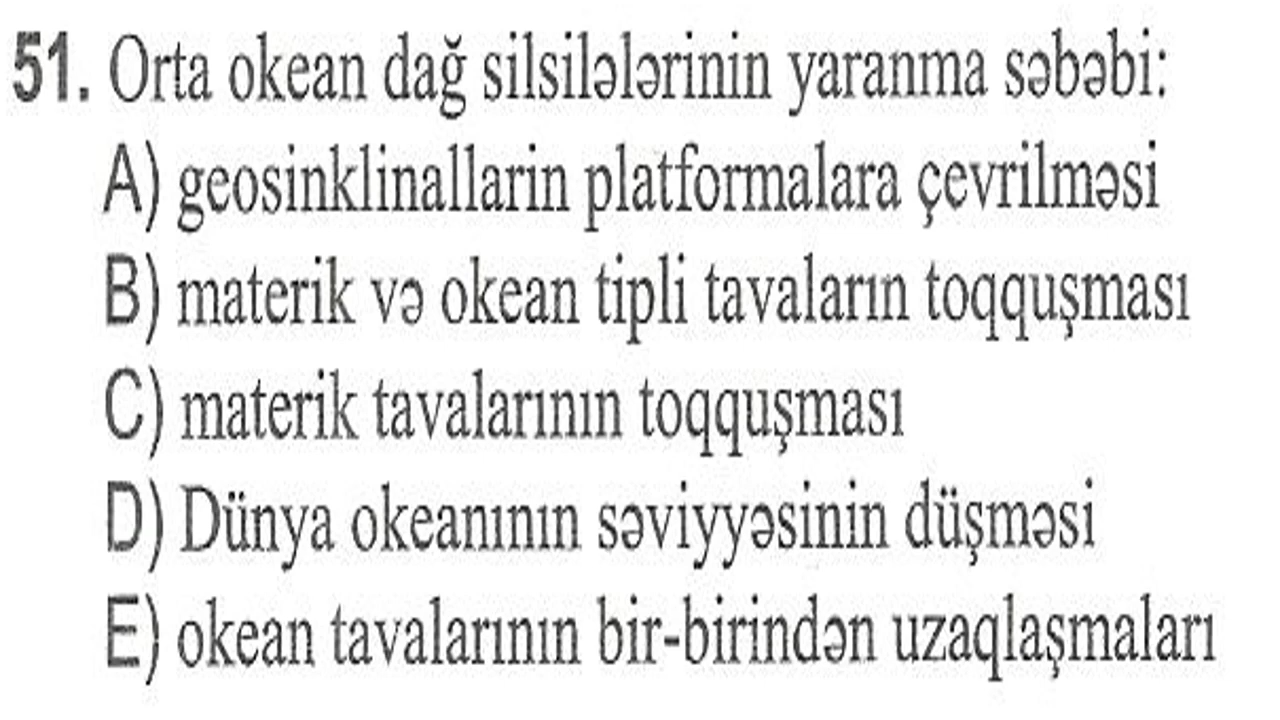 51. Orta okean dağ silsilələrinin yaranma səbəbi:
A) geosinklinalların platformalara çevrilməsi
B) materik və okean tipli tavaların toqquşması
C) materik tavalarının toqquşması
D) Dünya okeanının səviyyəsinin düşməsi
E) okean tavalarının bir-birindən uzaqlaşmaları